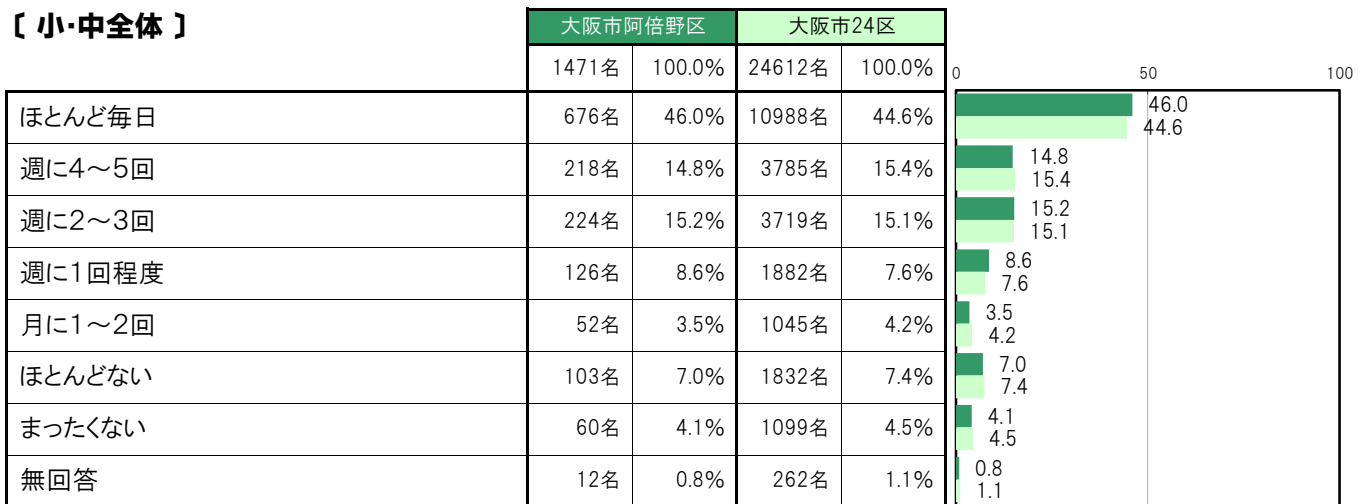 〔 小・中全体 〕
大阪市阿倍野区 大阪市24区
1471名 100.0% 24612名 100.0% 0 50 100
ほとんど毎日 676名 46.0% 10988名 44.6% 46.0
44.6
週に4～5回 218名 14.8% 3785名 15.4% 14.8
15.4
週に2～3回 224名 15.2% 3719名 15.1% 15.2
15.1
週に1回程度 126名 8.6% 1882名 7.6% 8.6
7.6
月に1～2回 52名 3.5% 1045名 4.2% 3.5
4.2
ほとんどない 103名 7.0% 1832名 7.4% 7.0
7.4
まったくない 60名 4.1% 1099名 4.5% 4.1
4.5
無回答 12名 0.8% 262名 1.1% 0.8
1.1